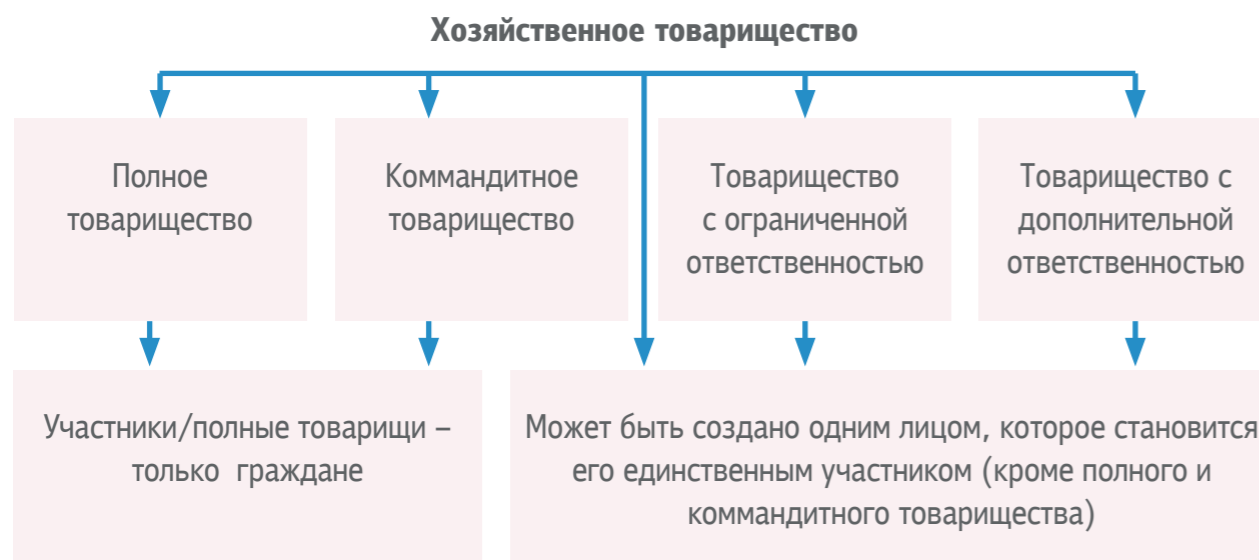 Хозяйственное товарищество
Полное
товарищество
Коммандитное
товарищество
Товарищество
с ограниченной
ответственностью
Товарищество с
дополнительной
ответственностью
Участники/полные товарищи –
только граждане
Может быть создано одним лицом, которое становится
его единственным участником (кроме полного и
коммандитного товарищества)